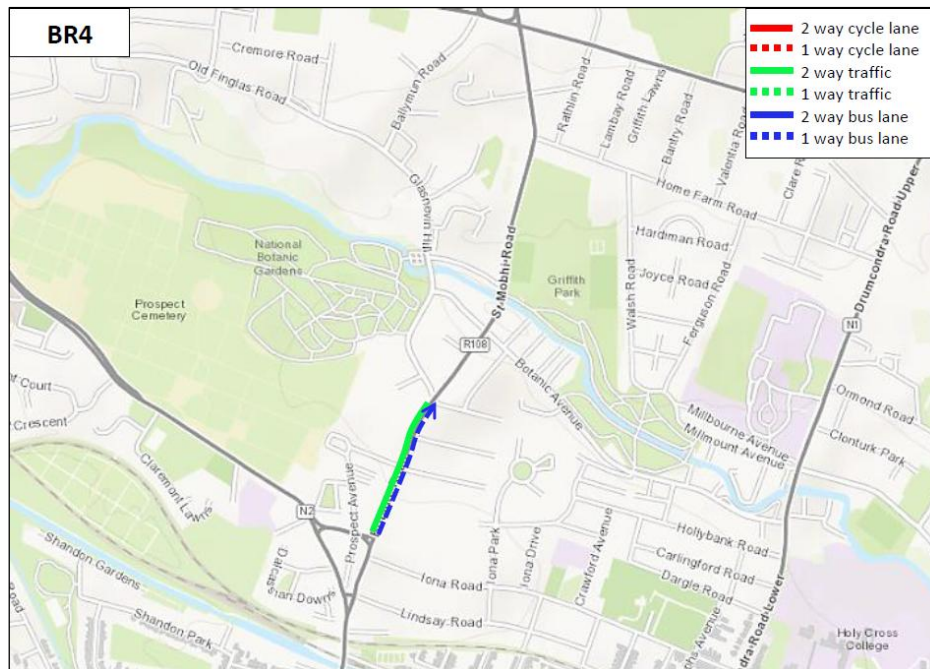 BR4
2 way cycle lane
1 way cycle lane
2 way traffic
1 way traffic
2 way bus lane
1 way bus lane
Cremore Road
Old Finglas Road
Ballymun Road
Rathlin Road
Lambay Road
Griffith Lawns
Bantry Road
Valentia Road
Clare R
Drumcondra Road Upper
Glasnevin Hill
Home Farm Road
St Mobhi Road
National
Botanic
Gardens
Griffith
Park
Hardiman Road
Joyce Road
Walsh Road
Ferguson Road
Prospect
Cemetery
N1
R108
Botanic Avenue
Court
Crescent
Millbourne Avenue
Millmount Avenue
Ormond Road
Clonturk Park
Claremont Lawns
Prospect Avenue
N2
Shandon Gardens
Iona Park
Iona Drive
Crawford Avenue
Hollybank Road
Carlingford Road
Dargle Road
Iona Road
Lindsay Road
Shandon Park
ian Downs
dra Road Lower
Holy Cross
College